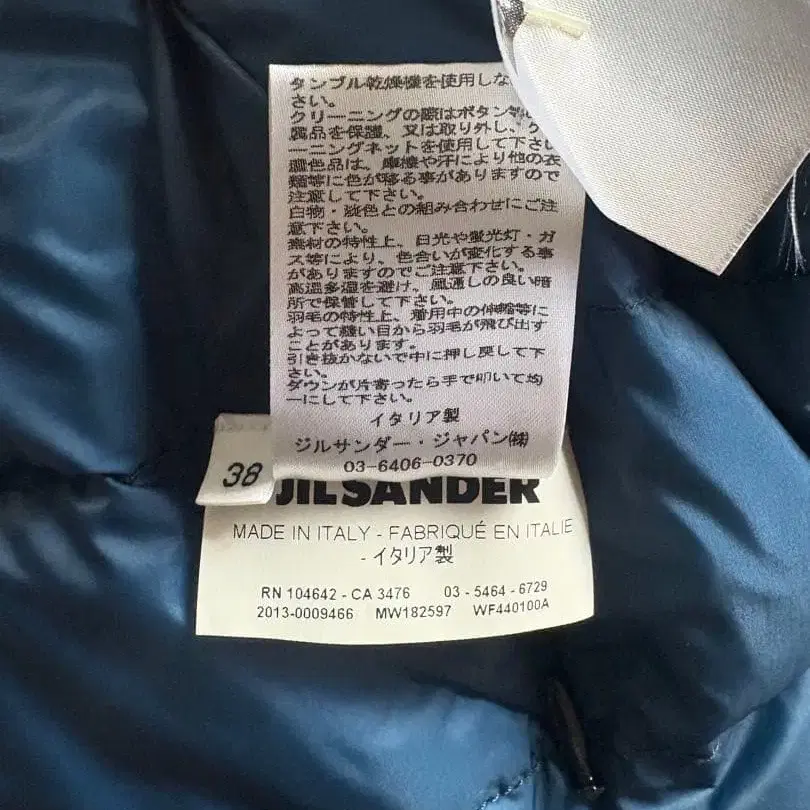 タンブル乾燥機を使用しな
さい。
クリーニングの際はボタン等
属品を保護、又は取り外し、ク
ーニングネットを使用して下さい
濃色品は、摩擦や汗により他の衣
類等に色が移る事がありますので
注意して下さい。
白物・淡色との組み合わせにご注
意下さい。
素材の特性上、日光や蛍光灯・ガ
ス等により、色合いが変化する事
がありますのでご注意下さい。
高温多湿を避け、風通しの良い暗
所で保管して下さい。
羽毛の特性上、着用中の伸縮等に
よって縫い目から羽毛が飛び出す
ことがあります。
引き抜かないで中に押し戻して下
さい。
ダウンが片寄ったら手で叩いて均
一にして下さい。
イタリア製
ジルサンダー・ジャパン㈱
03-6406-0370
38
JILSANDER
MADE IN ITALY - FABRIQUÉ EN ITALIE
- イタリア製
RN 104642 - CA 3476 03 - 5464 - 6729
2013-0009466 MW182597 WF440100A